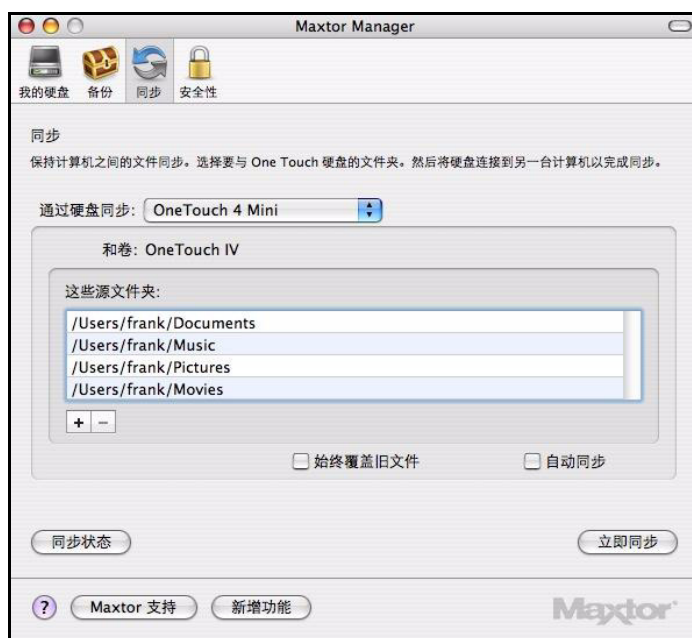 Maxtor Manager
我的硬盘 备份 同步 安全性
同步
保持计算机之间的文件同步。选择要与 One Touch 硬盘的文件夹。然后将硬盘连接到另一台计算机以完成同步。
通过硬盘同步: OneTouch 4 Mini
和卷: OneTouch IV
这些源文件夹:
/Users/frank/Documents
/Users/frank/Music
/Users/frank/Pictures
/Users/frank/Movies
+ −
始终覆盖旧文件 自动同步
同步状态 立即同步
? Maxtor 支持 新增功能 Maxtor